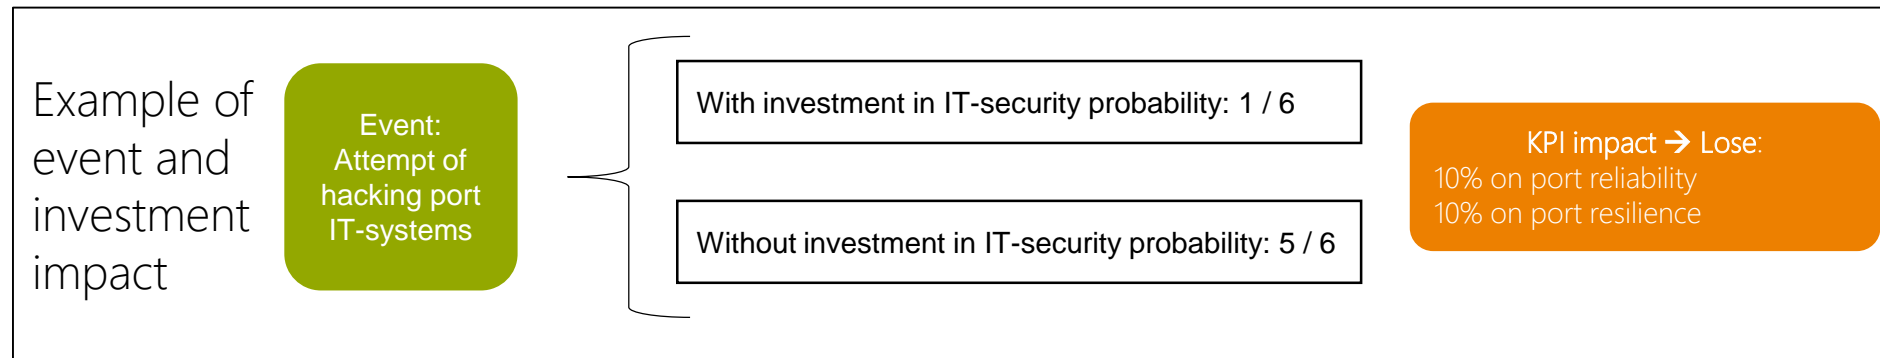 Example of
event and
investment
impact
Event:
Attempt of
hacking port
IT-systems
With investment in IT-security probability: 1 / 6
Without investment in IT-security probability: 5 / 6
KPI impact → Lose:
10% on port reliability
10% on port resilience